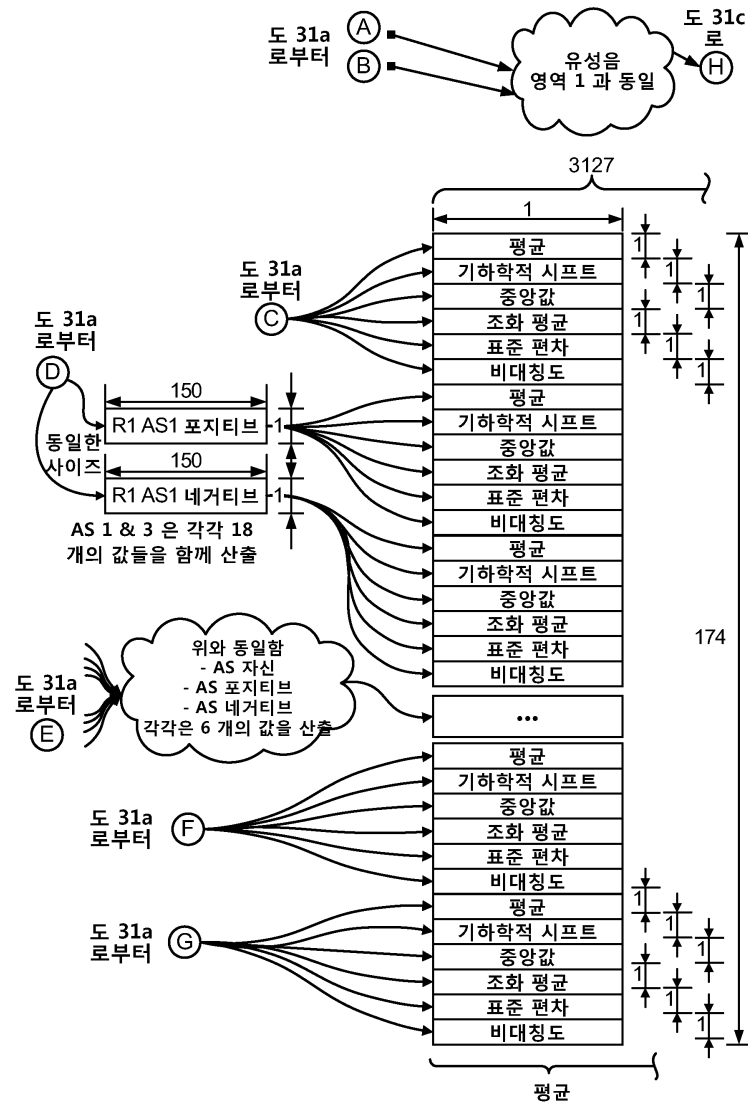 도 31a
로부터
A
B
유성음
영역 1 과 동일
도 31c
로
H
3127
1
도 31a
로부터
C
평균
기하학적 시프트
중앙값
조화 평균
표준 편차
비대칭도
1
1
1
1
1
1
도 31a
로부터
D
150
R1 AS1 포지티브
1
동일한
사이즈
150
R1 AS1 네거티브
1
AS 1 & 3 은 각각 18
개의 값들을 함께 산출
평균
기하학적 시프트
중앙값
조화 평균
표준 편차
비대칭도
평균
기하학적 시프트
중앙값
조화 평균
표준 편차
비대칭도
174
도 31a
로부터
E
위와 동일함
- AS 자신
- AS 포지티브
- AS 네거티브
각각은 6 개의 값을 산출
...
도 31a
로부터
F
평균
기하학적 시프트
중앙값
조화 평균
표준 편차
비대칭도
도 31a
로부터
G
평균
기하학적 시프트
중앙값
조화 평균
표준 편차
비대칭도
1
1
1
1
1
1
평균